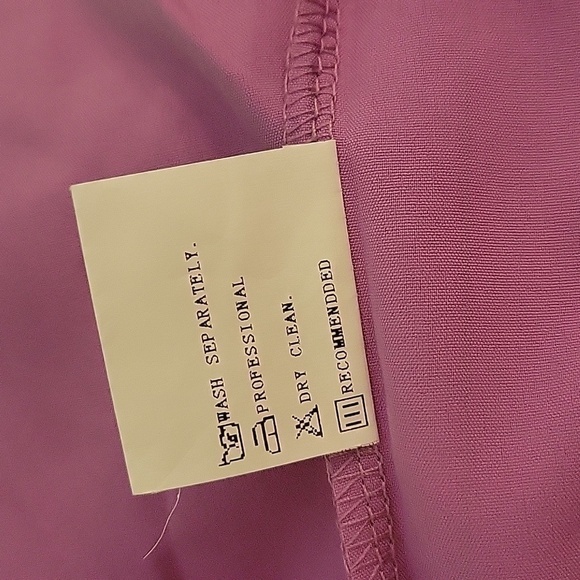 WASH SEPARATELY.
PROFESSIONAL
DRY CLEAN.
RECOMMENDDED